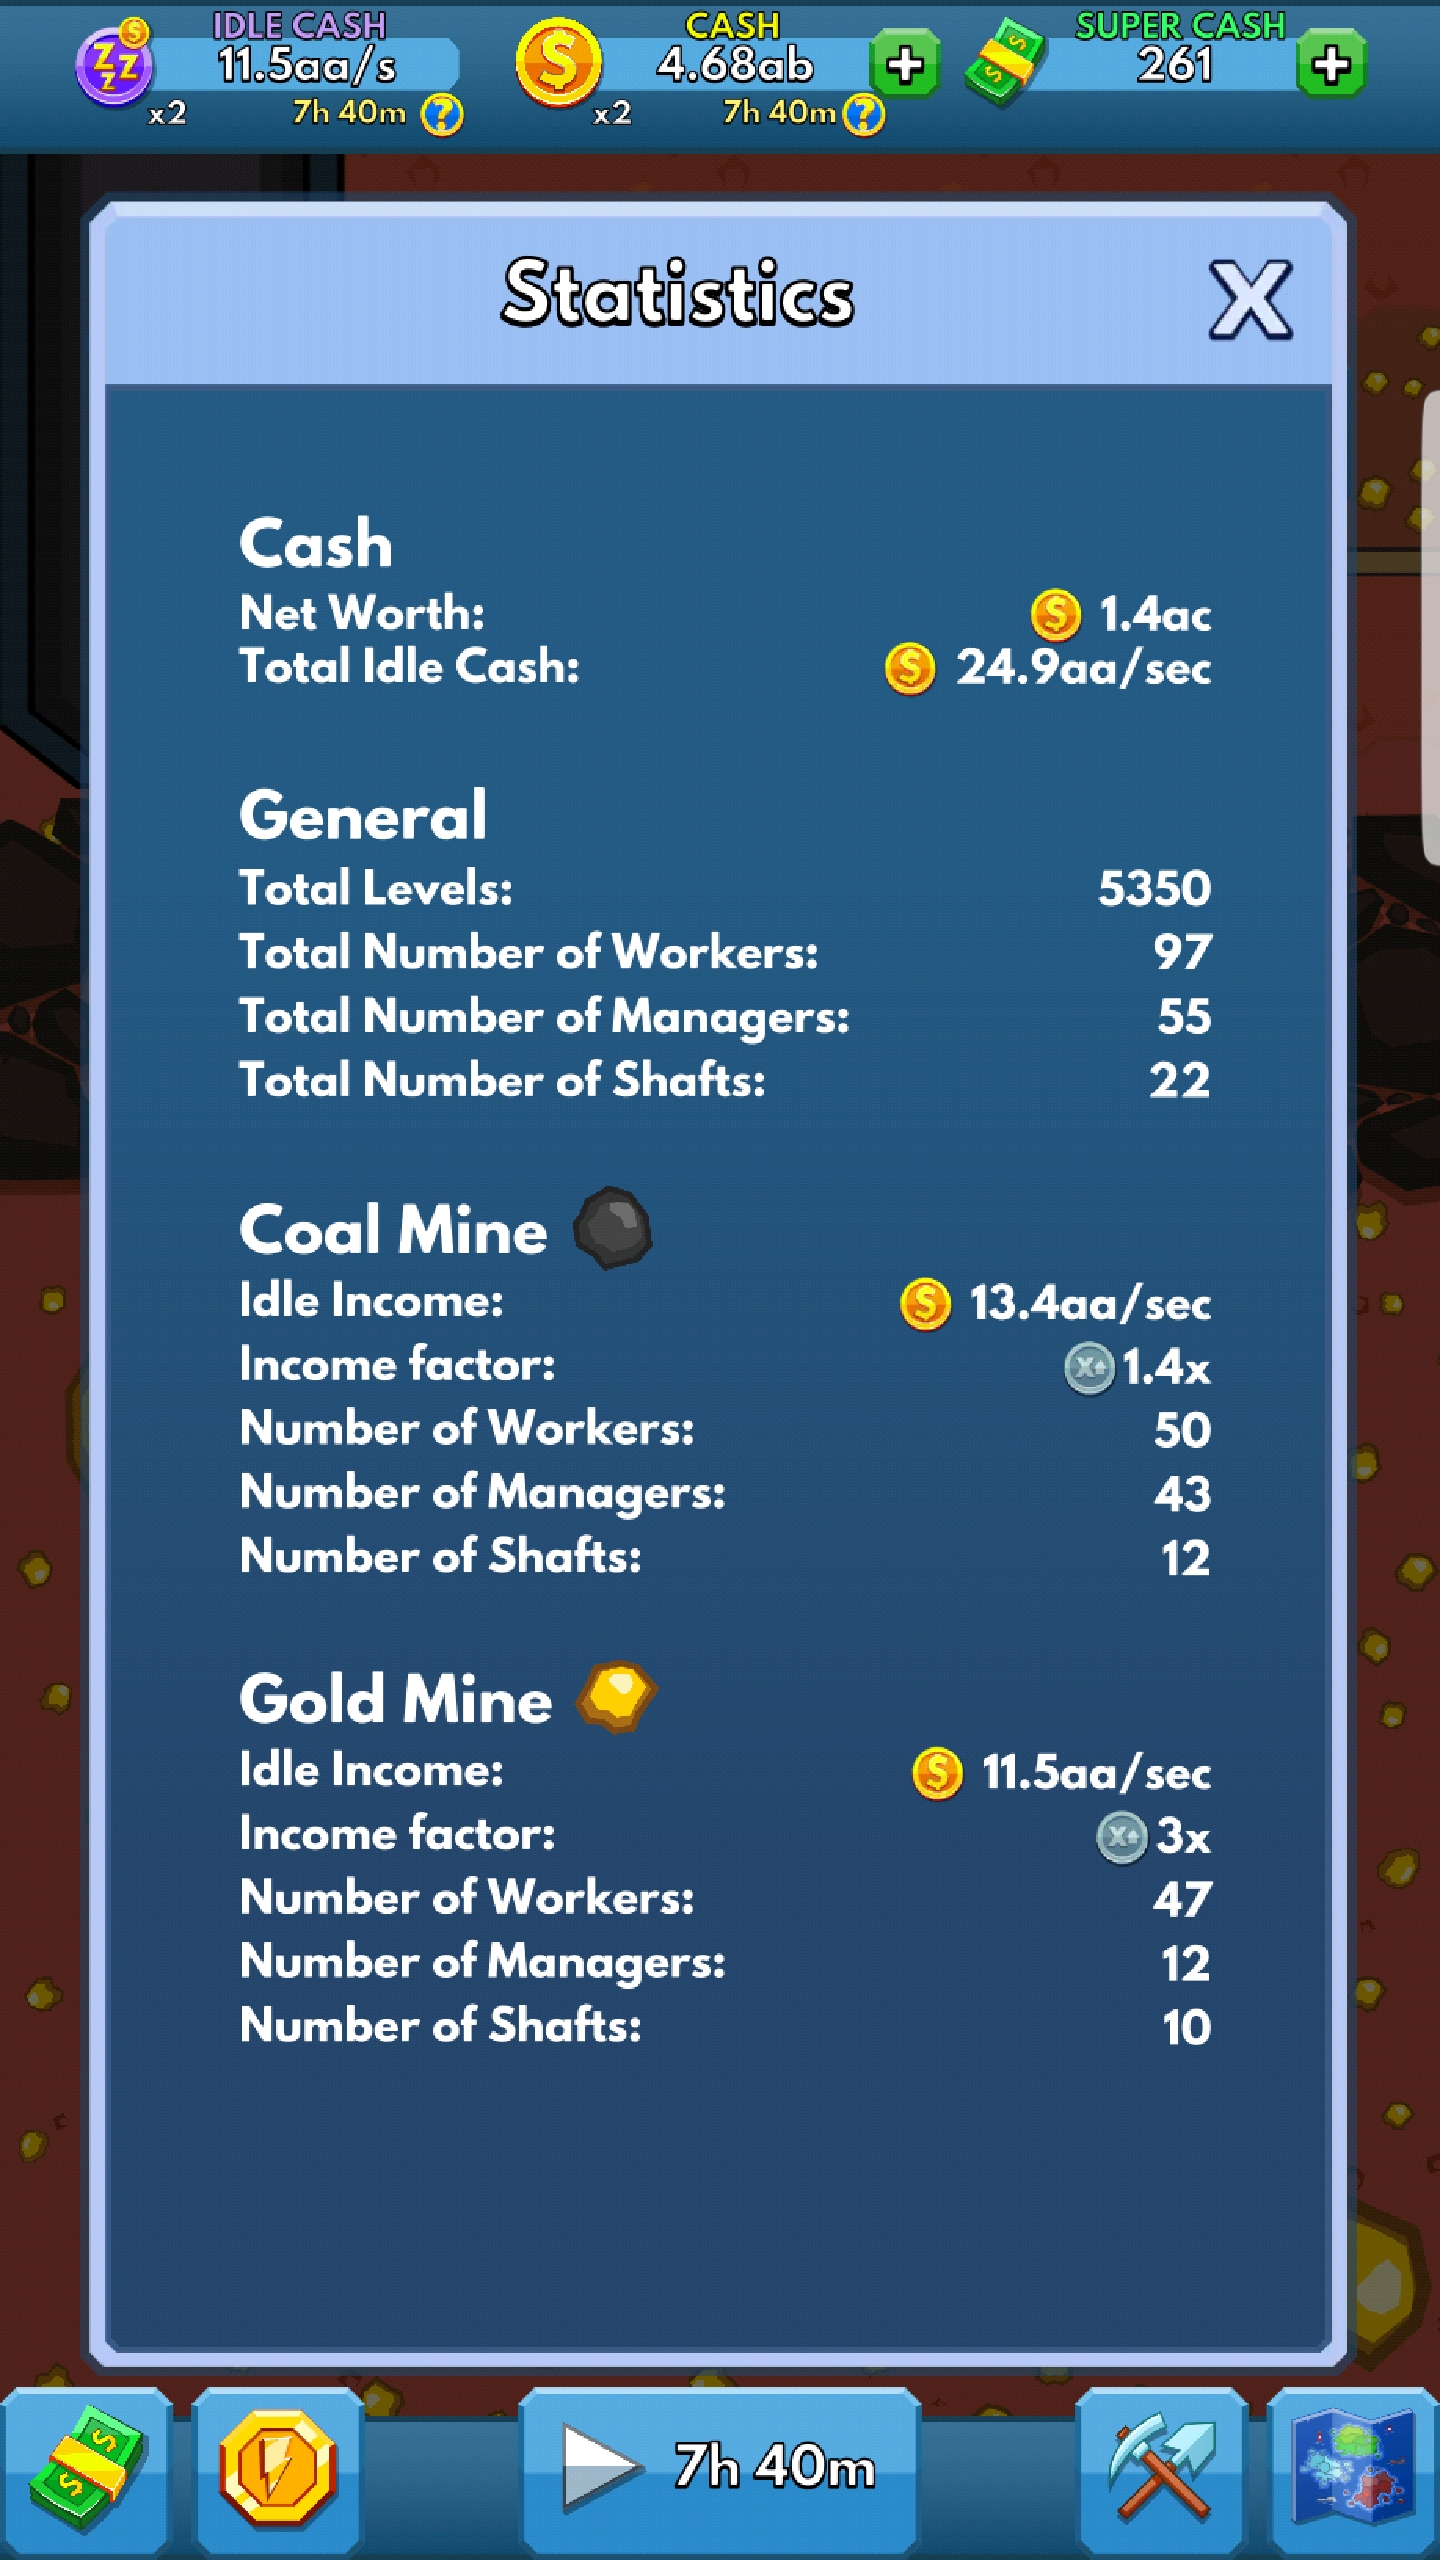 IDLE CASH CASH SUPER CASH
11.5aa/s 4.68ab 261
x2 7h 40m ? x2 7h 40m ?
Statistics X
Cash
Net Worth: 1.4ac
Total Idle Cash: 24.9aa/sec
General
Total Levels: 5350
Total Number of Workers: 97
Total Number of Managers: 55
Total Number of Shafts: 22
Coal Mine
Idle Income: 13.4aa/sec
Income factor: 1.4x
Number of Workers: 50
Number of Managers: 43
Number of Shafts: 12
Gold Mine
Idle Income: 11.5aa/sec
Income factor: 3x
Number of Workers: 47
Number of Managers: 12
Number of Shafts: 10
7h 40m